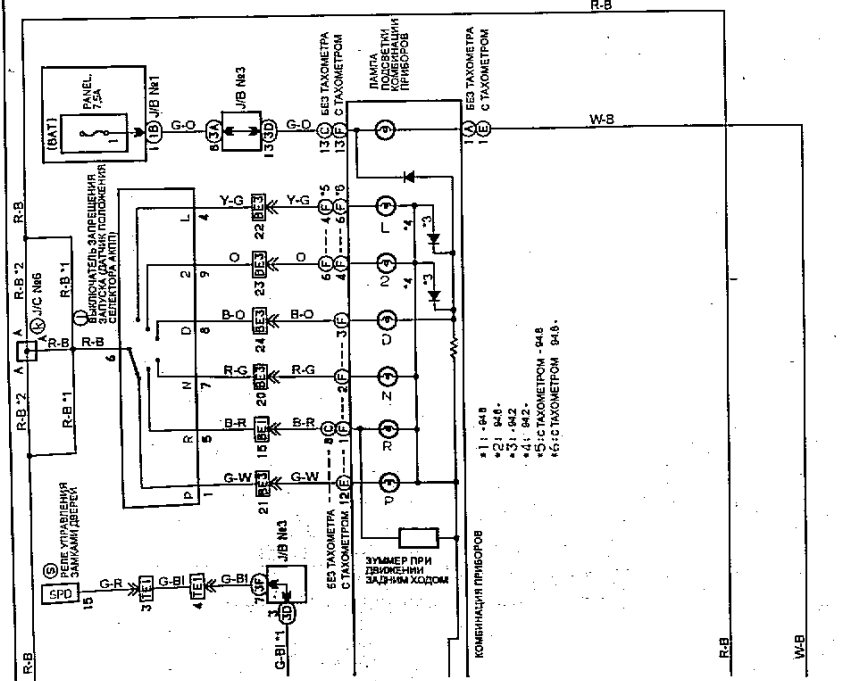 R-B
R-B
R-B *2
R-B *1
A
A
k J/C №6
A
R-B
R-B
6
R-B *2
R-B *1
R-B
(BAT)
PANEL,
7,5A
1
1 1B J/B №1
G-O
8 3A
J/B №3
13 3D
G-O
13 C БЕЗ ТАХОМЕТРА
13 F С ТАХОМЕТРОМ
ЛАМПА
ПОДСВЕТКИ
КОМБИНАЦИИ
ПРИБОРОВ
1 A БЕЗ ТАХОМЕТРА
1 E С ТАХОМЕТРОМ
W-B
I
ВЫКЛЮЧАТЕЛЬ ЗАПРЕЩЕНИЯ
ЗАПУСКА (ДАТЧИК ПОЛОЖЕНИЯ
СЕЛЕКТОРА АКПП)
L
4
Y-G
22 BE3
Y-G
4 F *5
6 F *6
L
*4
*3
2
9
O
23 BE3
O
6
4 F
2
*4
*3
D
8
B-O
24 BE3
B-O
3 F
D
N
7
R-G
20 BE3
R-G
2 F
N
R
5
B-R
15 BE1
B-R
8 C
1 F
R
P
1
G-W
21 BE3
G-W
12 E
P
БЕЗ ТАХОМЕТРА
С ТАХОМЕТРОМ
*1: -94.8
*2: 94.8-
*3: -94.2
*4: 94.2-
*5: С ТАХОМЕТРОМ -94.8
*6: С ТАХОМЕТРОМ 94.8-
S
РЕЛЕ УПРАВЛЕНИЯ
ЗАМКАМИ ДВЕРЕЙ
SPD
15
G-R
3 TE1
G-Bl
4 TE1
G-Bl
7 3F
J/B №3
3 3D
G-Bl *1
ЗУММЕР ПРИ
ДВИЖЕНИИ
ЗАДНИМ ХОДОМ
КОМБИНАЦИЯ ПРИБОРОВ
R-B
W-B